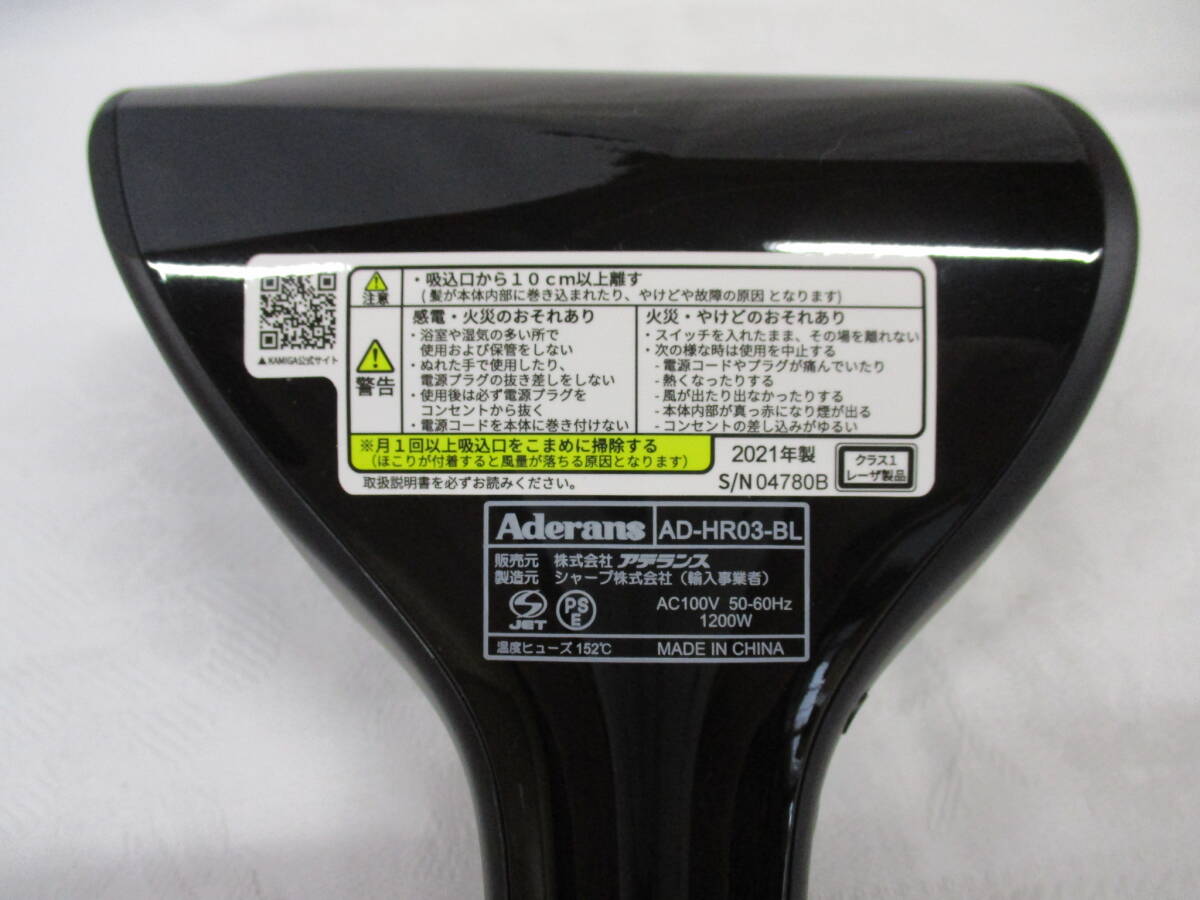 ▲KAMIGA公式サイト
注意
・吸込口から10cm以上離す
(髪が本体内部に巻き込まれたり、やけどや故障の原因となります)
警告
感電・火災のおそれあり
・浴室や湿気の多い所で
使用および保管をしない
・ぬれた手で使用したり、
電源プラグの抜き差しをしない
・使用後は必ず電源プラグを
コンセントから抜く
・電源コードを本体に巻き付けない
火災・やけどのおそれあり
・スイッチを入れたまま、その場を離れない
・次の様な時は使用を中止する
- 電源コードやプラグが痛んでいたり
- 熱くなったりする
- 風が出たり出なかったりする
- 本体内部が真っ赤になり煙が出る
- コンセントの差し込みがゆるい
※月1回以上吸込口をこまめに掃除する
(ほこりが付着すると風量が落ちる原因となります)
取扱説明書を必ずお読みください。
2021年製
S/N 04780B
クラス1
レーザ製品
Aderans AD-HR03-BL
販売元 株式会社 アデランス
製造元 シャープ株式会社（輸入事業者）
JET PSE
AC100V 50-60Hz
1200W
温度ヒューズ 152℃ MADE IN CHINA